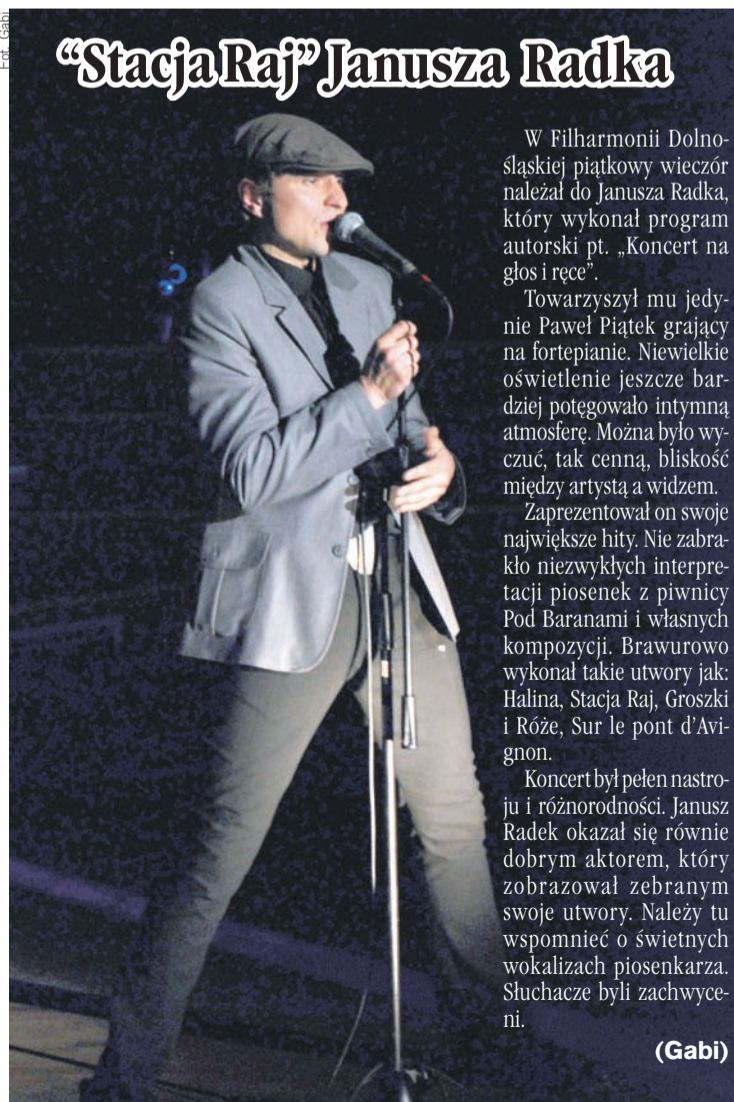 Fot. Gabi
“Stacja Raj” Janusza Radka
W Filharmonii Dolno-
śląskiej piątkowy wieczór
należał do Janusza Radka,
który wykonał program
autorski pt. „Koncert na
głos i ręce”.
Towarzyszył mu jedy-
nie Paweł Piątek grający
na fortepianie. Niewielkie
oświetlenie jeszcze bar-
dziej potęgowało intymną
atmosferę. Można było wy-
czuć, tak cenną, bliskość
między artystą a widzem.
Zaprezentował on swoje
największe hity. Nie zabra-
kło niezwykłych interpre-
tacji piosenek z piwnicy
Pod Baranami i własnych
kompozycji. Brawurowo
wykonał takie utwory jak:
Halina, Stacja Raj, Groszki
i Róże, Sur le pont d’Avi-
gnon.
Koncert był pełen nastro-
ju i różnorodności. Janusz
Radek okazał się równie
dobrym aktorem, który
zobrazował zebranym
swoje utwory. Należy tu
wspomnieć o świetnych
wokalizach piosenkarza.
Słuchacze byli zachwyce-
ni.
(Gabi)